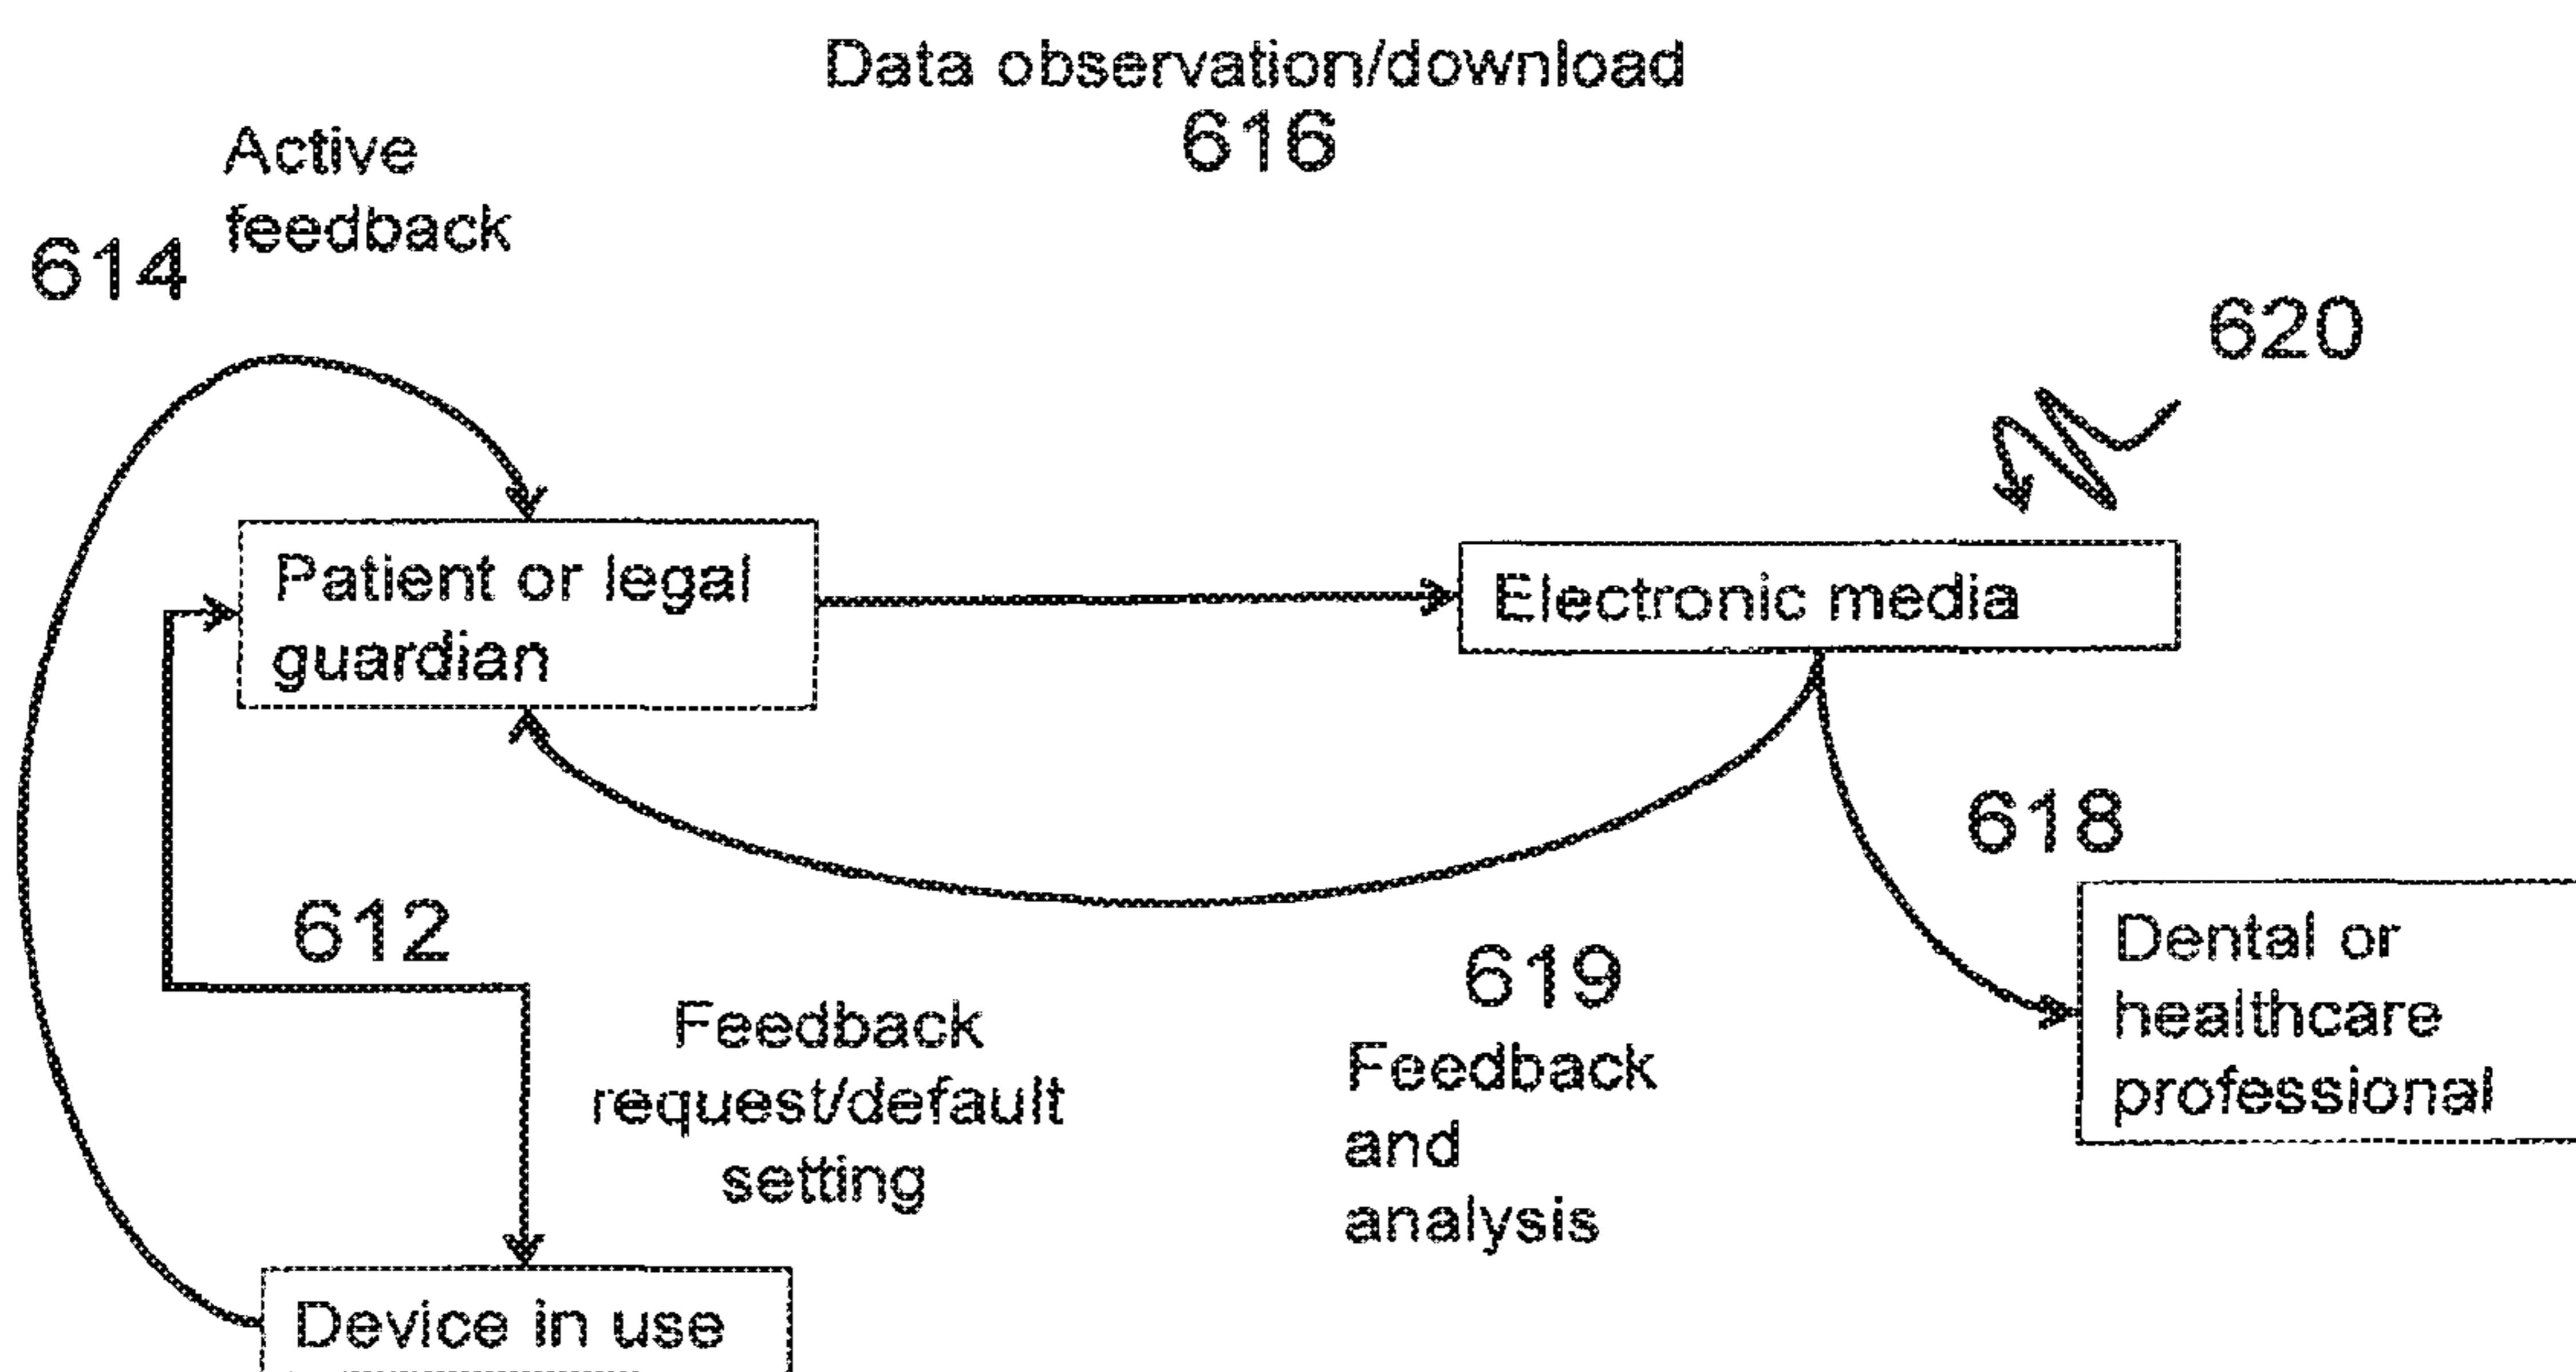 Data observation/download
616
Active
feedback
614
620
Patient or legal
guardian
Electronic media
618
612
Dental or
healthcare
professional
619
Feedback
and
analysis
Feedback
request/default
setting
Device in use